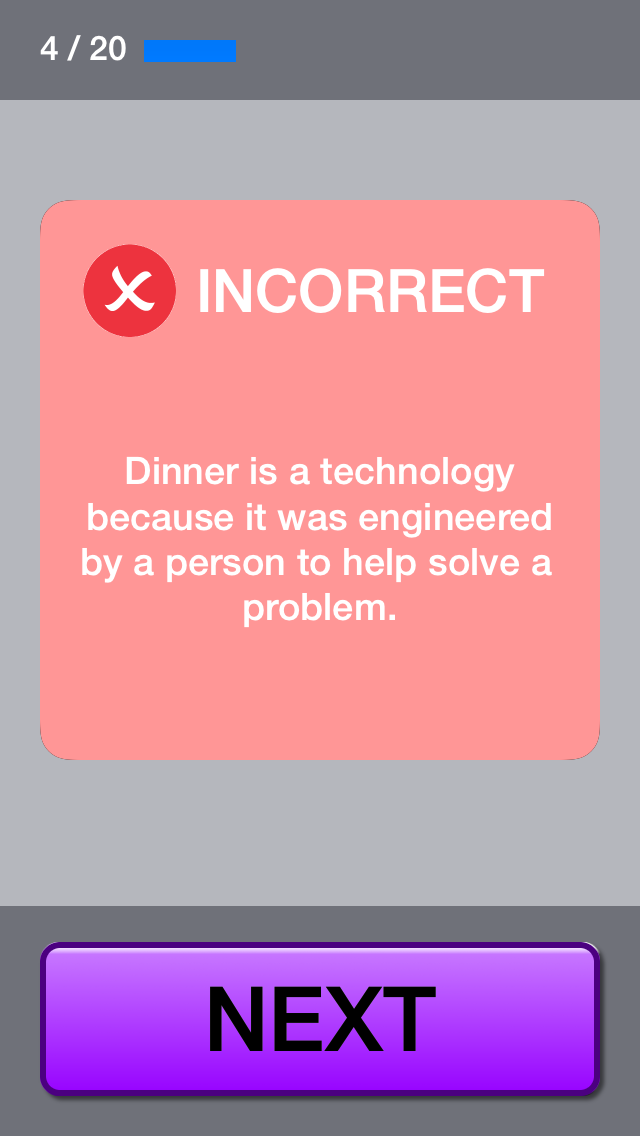 4 / 20
INCORRECT
Dinner is a technology
because it was engineered
by a person to help solve a
problem.
NEXT